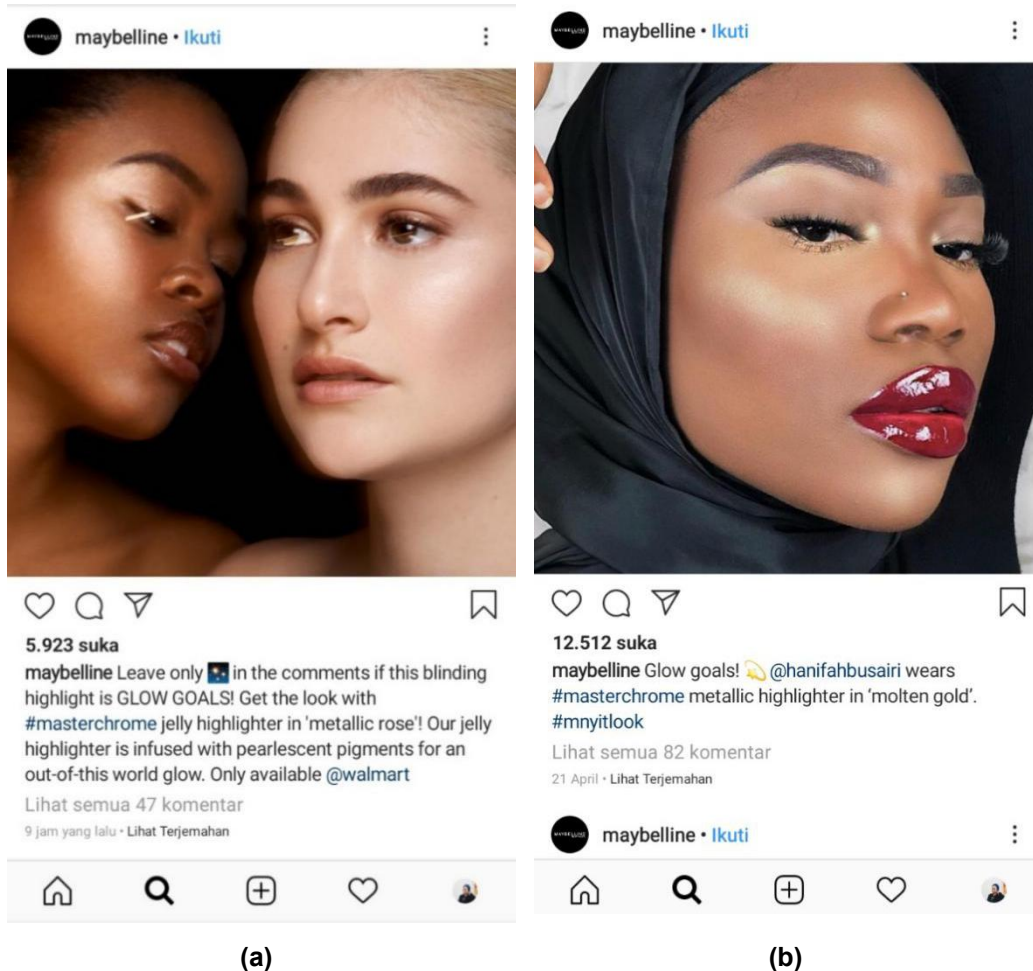 maybelline • Ikuti
5.923 suka
maybelline Leave only 🎇 in the comments if this blinding
highlight is GLOW GOALS! Get the look with
#masterchrome jelly highlighter in 'metallic rose'! Our jelly
highlighter is infused with pearlescent pigments for an
out-of-this world glow. Only available @walmart
Lihat semua 47 komentar
9 jam yang lalu • Lihat Terjemahan
(a)
maybelline • Ikuti
12.512 suka
maybelline Glow goals! 💫 @hanifahbusairi wears
#masterchrome metallic highlighter in ‘molten gold’.
#mnyitlook
Lihat semua 82 komentar
21 April • Lihat Terjemahan
maybelline • Ikuti
(b)